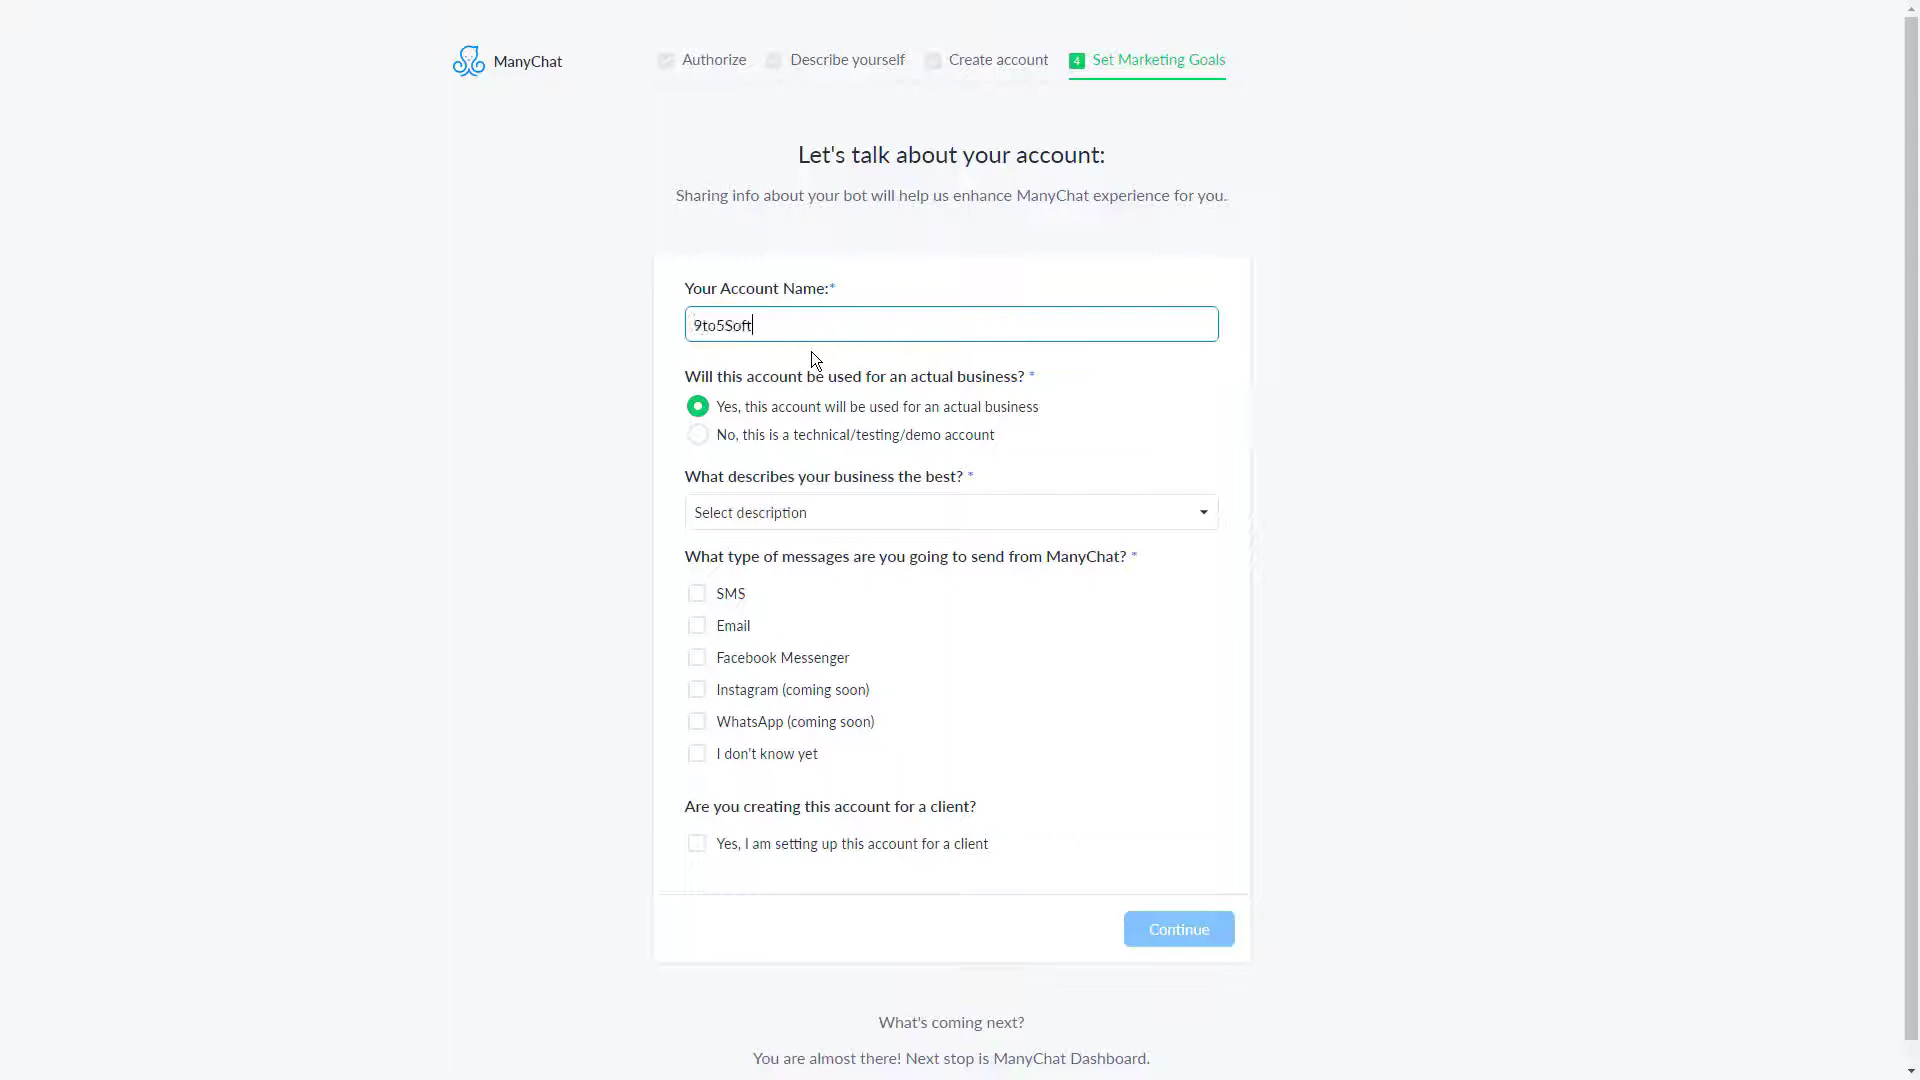 ManyChat
Authorize
Describe yourself
Create account
4 Set Marketing Goals
Let's talk about your account:
Sharing info about your bot will help us enhance ManyChat experience for you.
Your Account Name:*
9to5Soft
Will this account be used for an actual business? *
Yes, this account will be used for an actual business
No, this is a technical/testing/demo account
What describes your business the best? *
Select description
What type of messages are you going to send from ManyChat? *
SMS
Email
Facebook Messenger
Instagram (coming soon)
WhatsApp (coming soon)
I don't know yet
Are you creating this account for a client?
Yes, I am setting up this account for a client
Continue
What's coming next?
You are almost there! Next stop is ManyChat Dashboard.